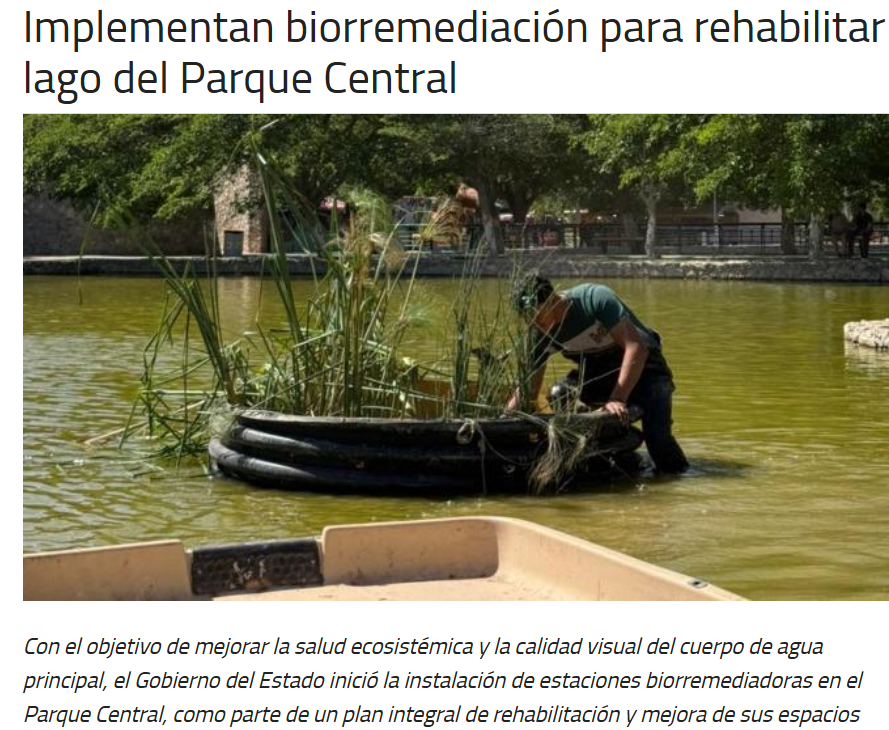 Implementan biorremediación para rehabilitar
lago del Parque Central
Con el objetivo de mejorar la salud ecosistémica y la calidad visual del cuerpo de agua
principal, el Gobierno del Estado inició la instalación de estaciones biorremediadoras en el
Parque Central, como parte de un plan integral de rehabilitación y mejora de sus espacios